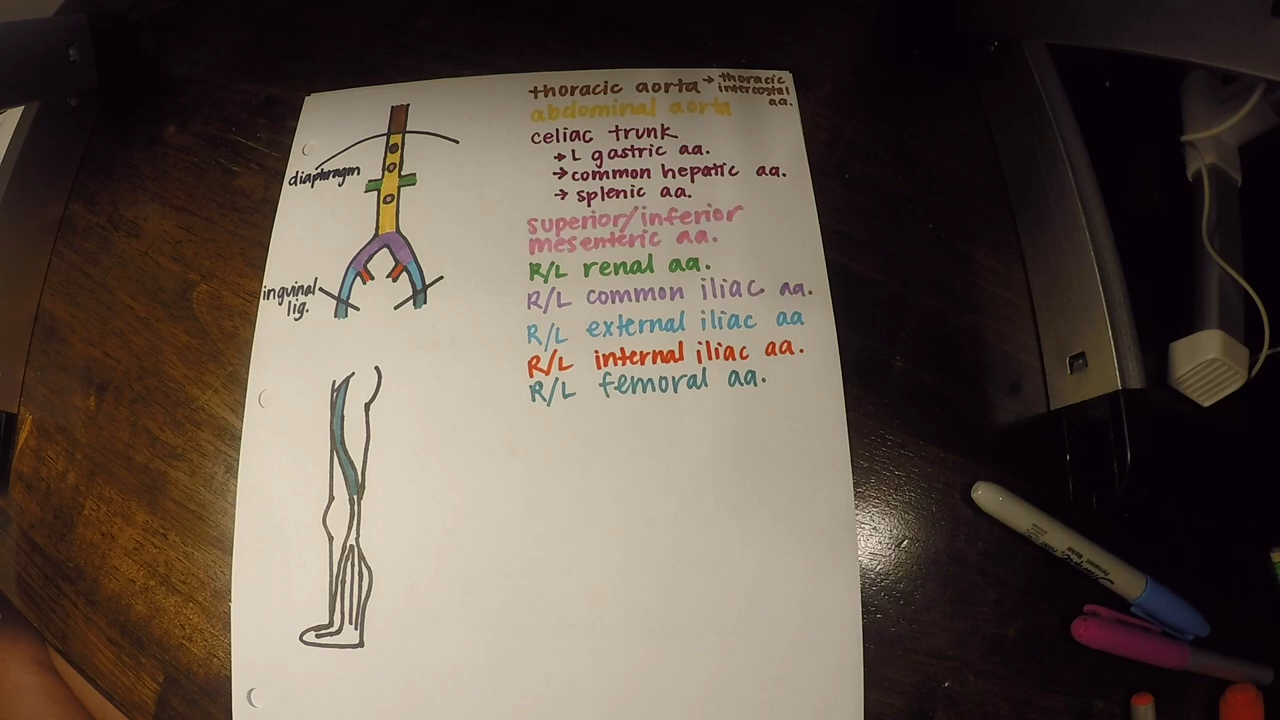 thoracic aorta → thoracic
intercostal
aa.
abdominal aorta
celiac trunk
→ L gastric aa.
→ common hepatic aa.
→ splenic aa.
superior/inferior
mesenteric aa.
R/L renal aa.
R/L common iliac aa.
R/L external iliac aa
R/L internal iliac aa.
R/L femoral aa.
diaphragm
inguinal
lig.